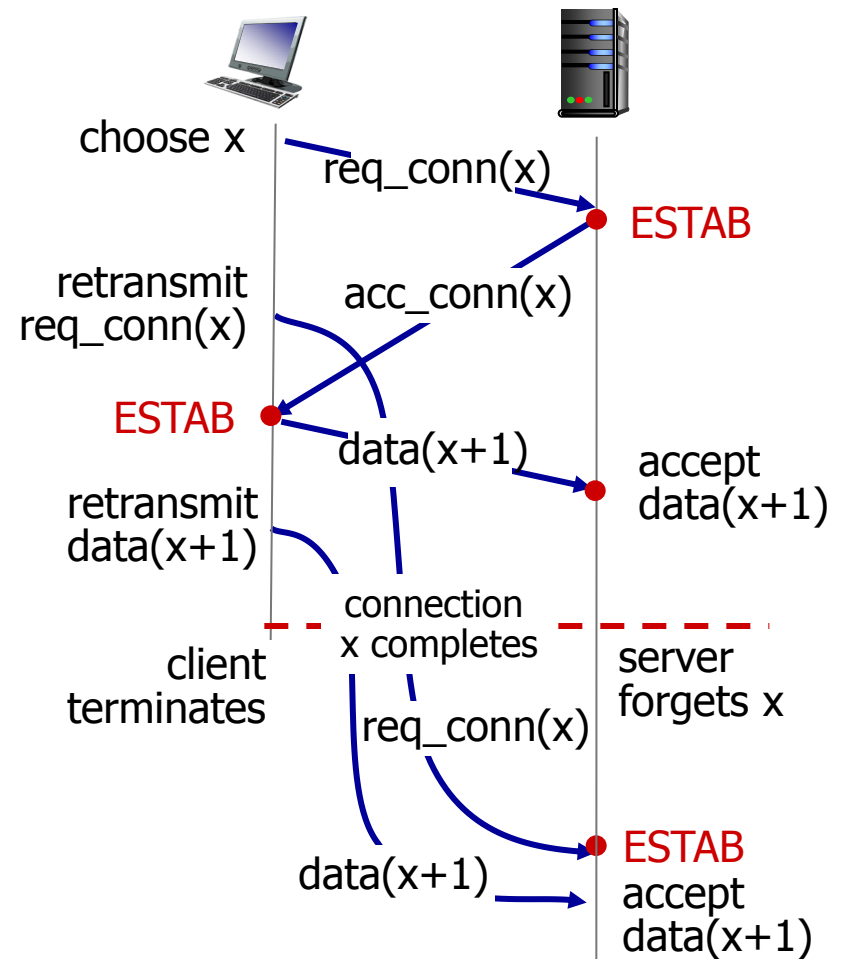 choose x
req_conn(x)
ESTAB
retransmit
req_conn(x)
acc_conn(x)
ESTAB
data(x+1)
accept
data(x+1)
retransmit
data(x+1)
connection
x completes
client
terminates
server
forgets x
req_conn(x)
ESTAB
data(x+1)
accept
data(x+1)